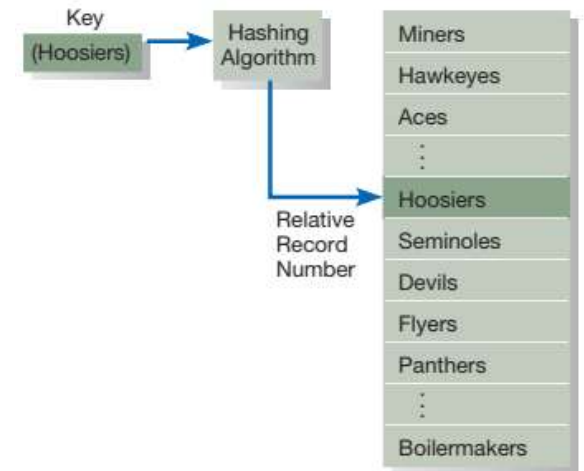 Key
(Hoosiers)
Hashing
Algorithm
Relative
Record
Number
Miners
Hawkeyes
Aces
⋮
Hoosiers
Seminoles
Devils
Flyers
Panthers
⋮
Boilermakers